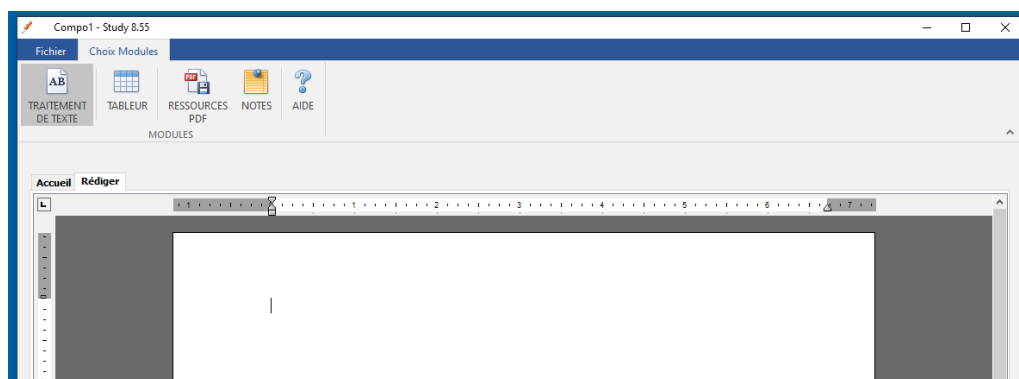 Compo1 - Study 8.55
Fichier Choix Modules
AB PDF ?
TRAITEMENT DE TEXTE
TABLEUR
RESSOURCES PDF
NOTES
AIDE
MODULES
Accueil Rédiger
L 1 1 2 3 4 5 6 7